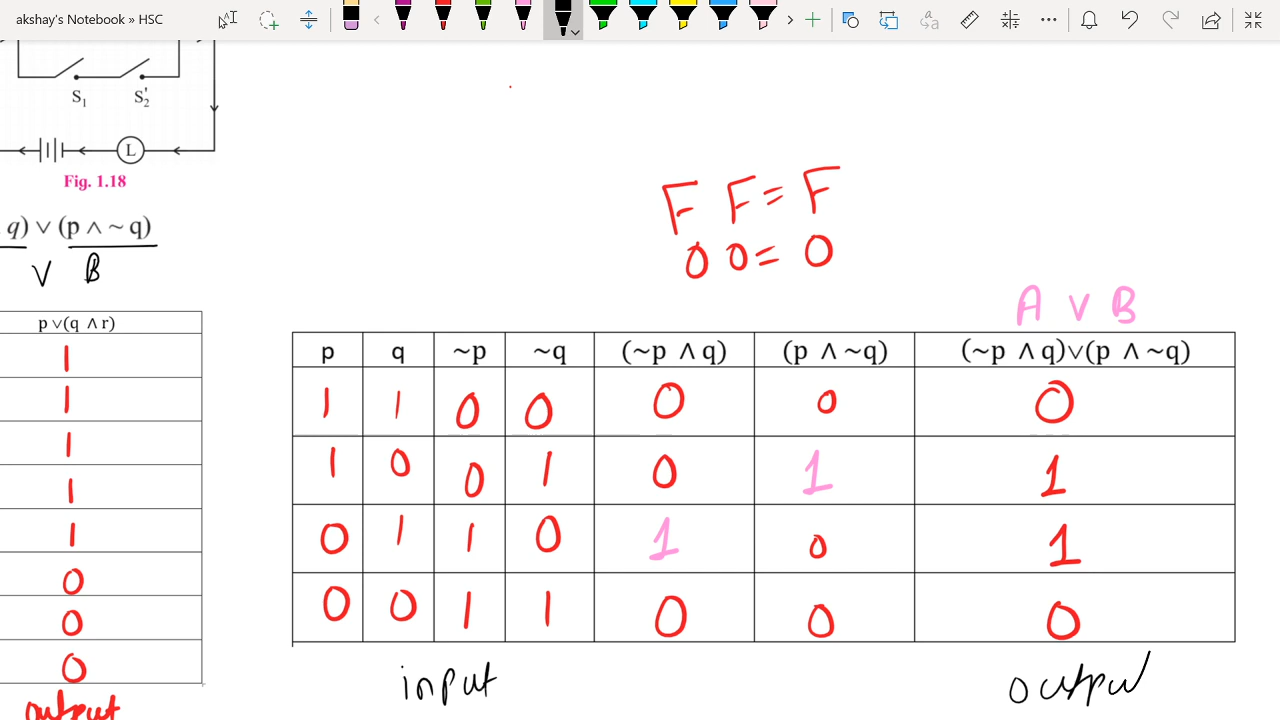 akshay's Notebook » HSC
S₁ S₂'
L
Fig. 1.18
q) ∨ (p ∧ ~ q)
V B
p ∨(q ∧ r)
1
1
1
1
1
0
0
0
output
F F = F
0 0 = 0
A V B
p q ~p ~q (~p ∧ q) (p ∧ ~q) (~p ∧ q)∨(p ∧ ~q)
1 1 0 0 0 0 0
1 0 0 1 0 1 1
0 1 1 0 1 0 1
0 0 1 1 0 0 0
input output